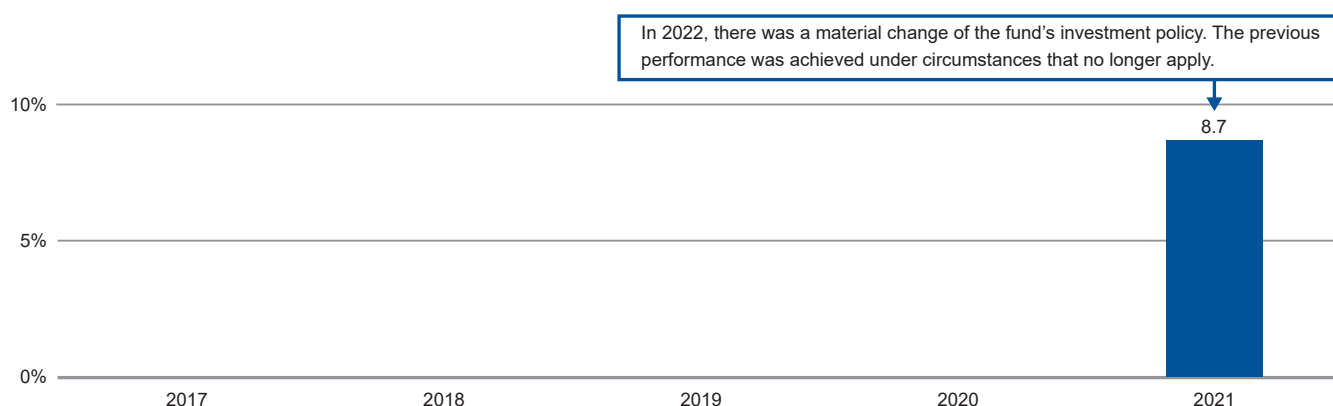 In 2022, there was a material change of the fund’s investment policy. The previous
performance was achieved under circumstances that no longer apply.
10%
8.7
5%
0%
2017 2018 2019 2020 2021